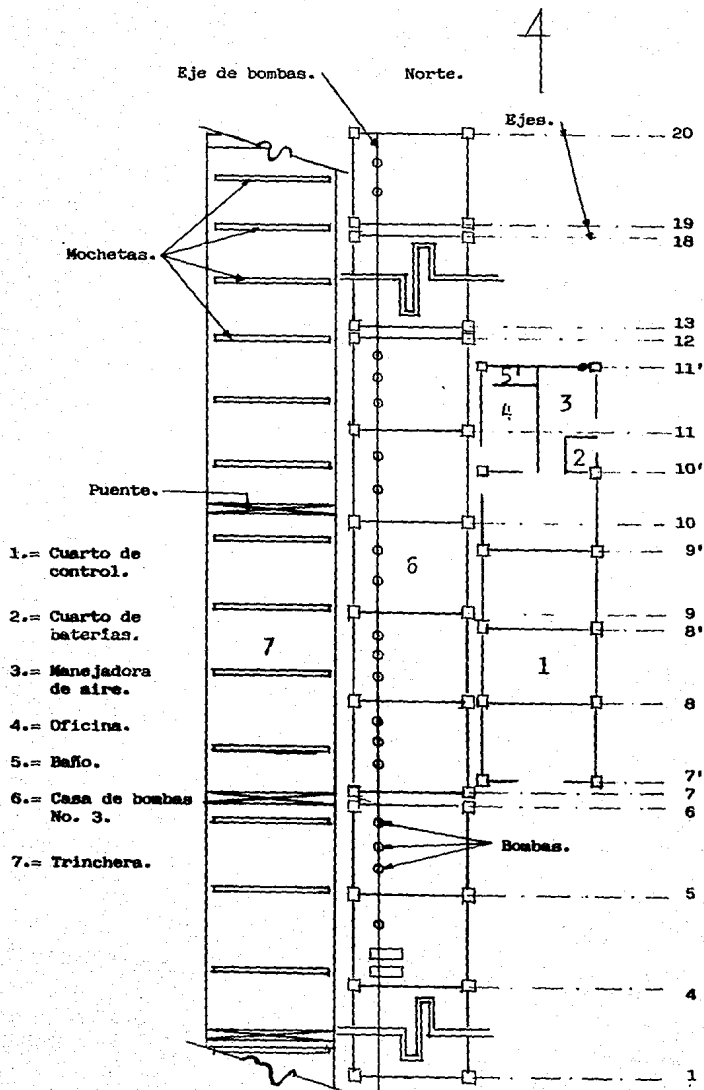 Eje de bombas.
Norte.
Ejes.
20
19
18
Mochetas.
13
12
11'
5'
3
4
11
2
10'
Puente.
10
9'
6
1.= Cuarto de
control.
9
8'
2.= Cuarto de
baterías.
7
1
3.= Manejadora
de aire.
8
4.= Oficina.
5.= Baño.
7'
7
6.= Casa de bombas
No. 3.
6
7.= Trinchera.
Bombas.
5
4
1